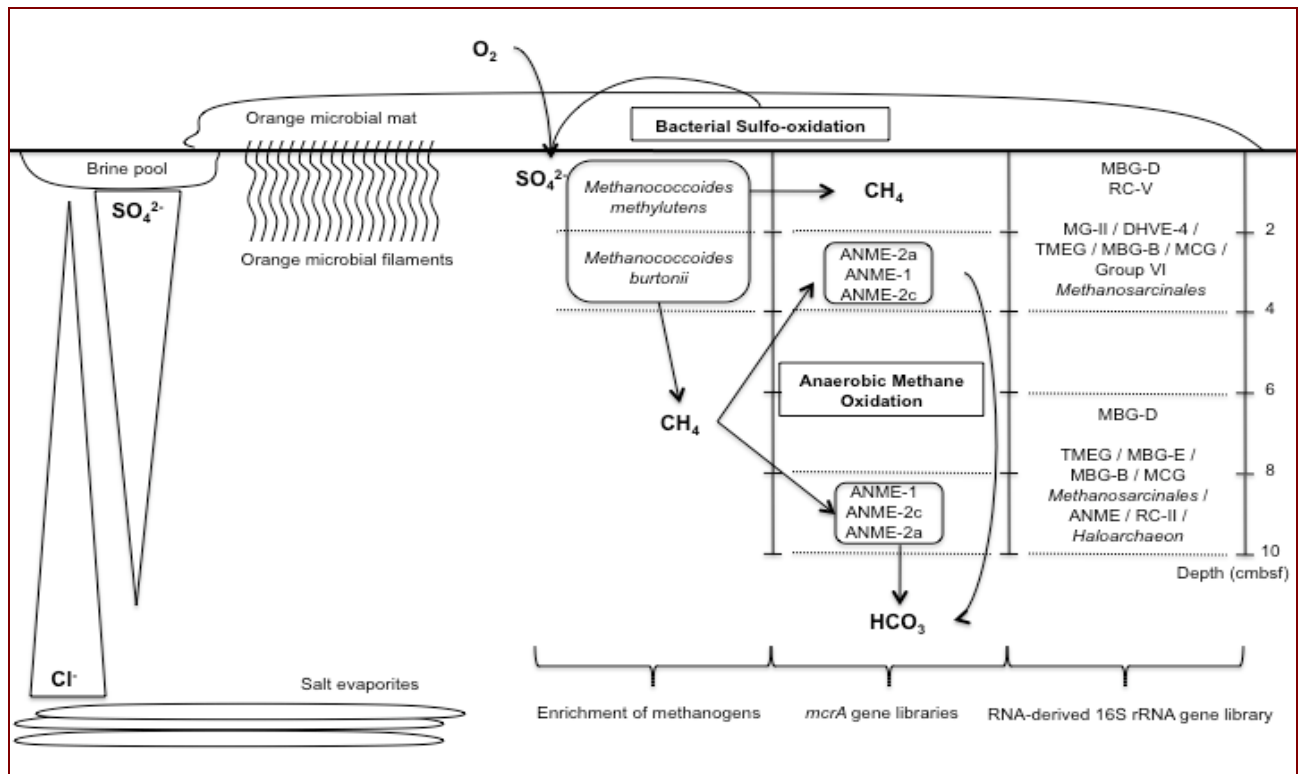 O₂
Orange microbial mat
Bacterial Sulfo-oxidation
Brine pool
SO₄²⁻
Orange microbial filaments
Cl⁻
Salt evaporites
SO₄²⁻
Methanococcoides
methylutens
Methanococcoides
burtonii
CH₄
Enrichment of methanogens
CH₄
ANME-2a
ANME-1
ANME-2c
Anaerobic Methane
Oxidation
ANME-1
ANME-2c
ANME-2a
HCO₃
mcrA gene libraries
MBG-D
RC-V
MG-II / DHVE-4 /
TMEG / MBG-B / MCG /
Group VI
Methanosarcinales
MBG-D
TMEG / MBG-E /
MBG-B / MCG
Methanosarcinales /
ANME / RC-II /
Haloarchaeon
RNA-derived 16S rRNA gene library
2
4
6
8
10
Depth (cmbsf)